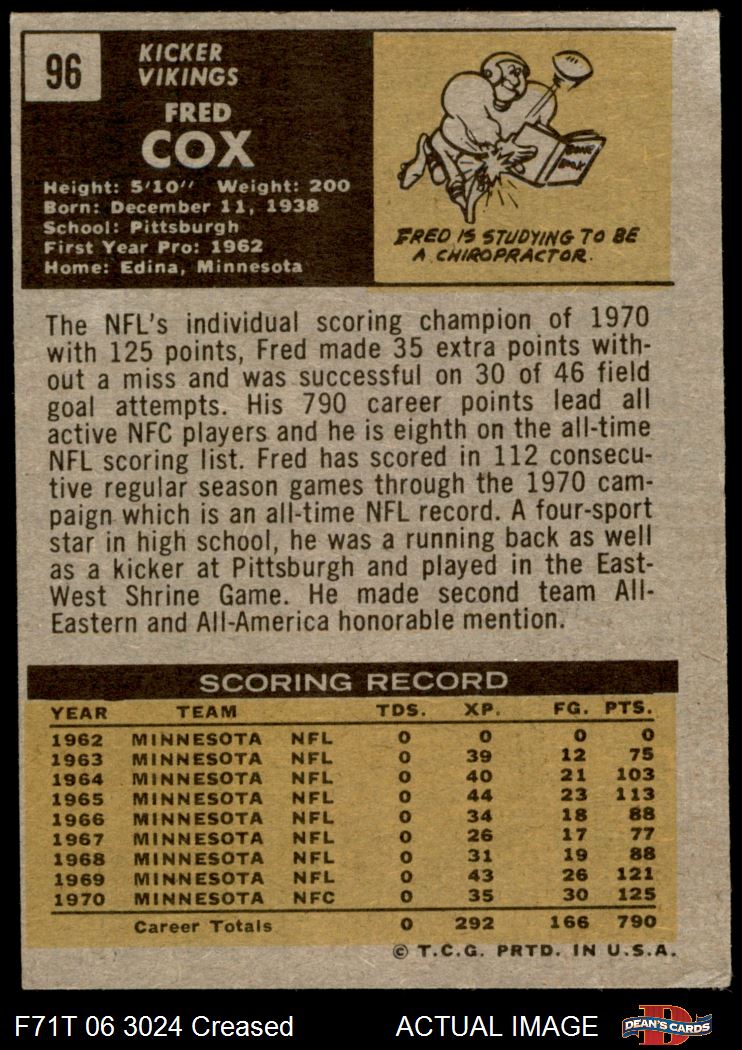 96
KICKER
VIKINGS
FRED
COX
Height: 5'10" Weight: 200
Born: December 11, 1938
School: Pittsburgh
First Year Pro: 1962
Home: Edina, Minnesota
BONE
BOOK
FRED IS STUDYING TO BE
A CHIROPRACTOR.
The NFL's individual scoring champion of 1970
with 125 points, Fred made 35 extra points with-
out a miss and was successful on 30 of 46 field
goal attempts. His 790 career points lead all
active NFC players and he is eighth on the all-time
NFL scoring list. Fred has scored in 112 consecu-
tive regular season games through the 1970 cam-
paign which is an all-time NFL record. A four-sport
star in high school, he was a running back as well
as a kicker at Pittsburgh and played in the East-
West Shrine Game. He made second team All-
Eastern and All-America honorable mention.
SCORING RECORD
YEAR TEAM TDS. XP. FG. PTS.
1962 MINNESOTA NFL 0 0 0 0
1963 MINNESOTA NFL 0 39 12 75
1964 MINNESOTA NFL 0 40 21 103
1965 MINNESOTA NFL 0 44 23 113
1966 MINNESOTA NFL 0 34 18 88
1967 MINNESOTA NFL 0 26 17 77
1968 MINNESOTA NFL 0 31 19 88
1969 MINNESOTA NFL 0 43 26 121
1970 MINNESOTA NFC 0 35 30 125
Career Totals 0 292 166 790
© T.C.G. PRTD. IN U.S.A.
F71T 06 3024 Creased ACTUAL IMAGE
D
DEAN'S CARDS